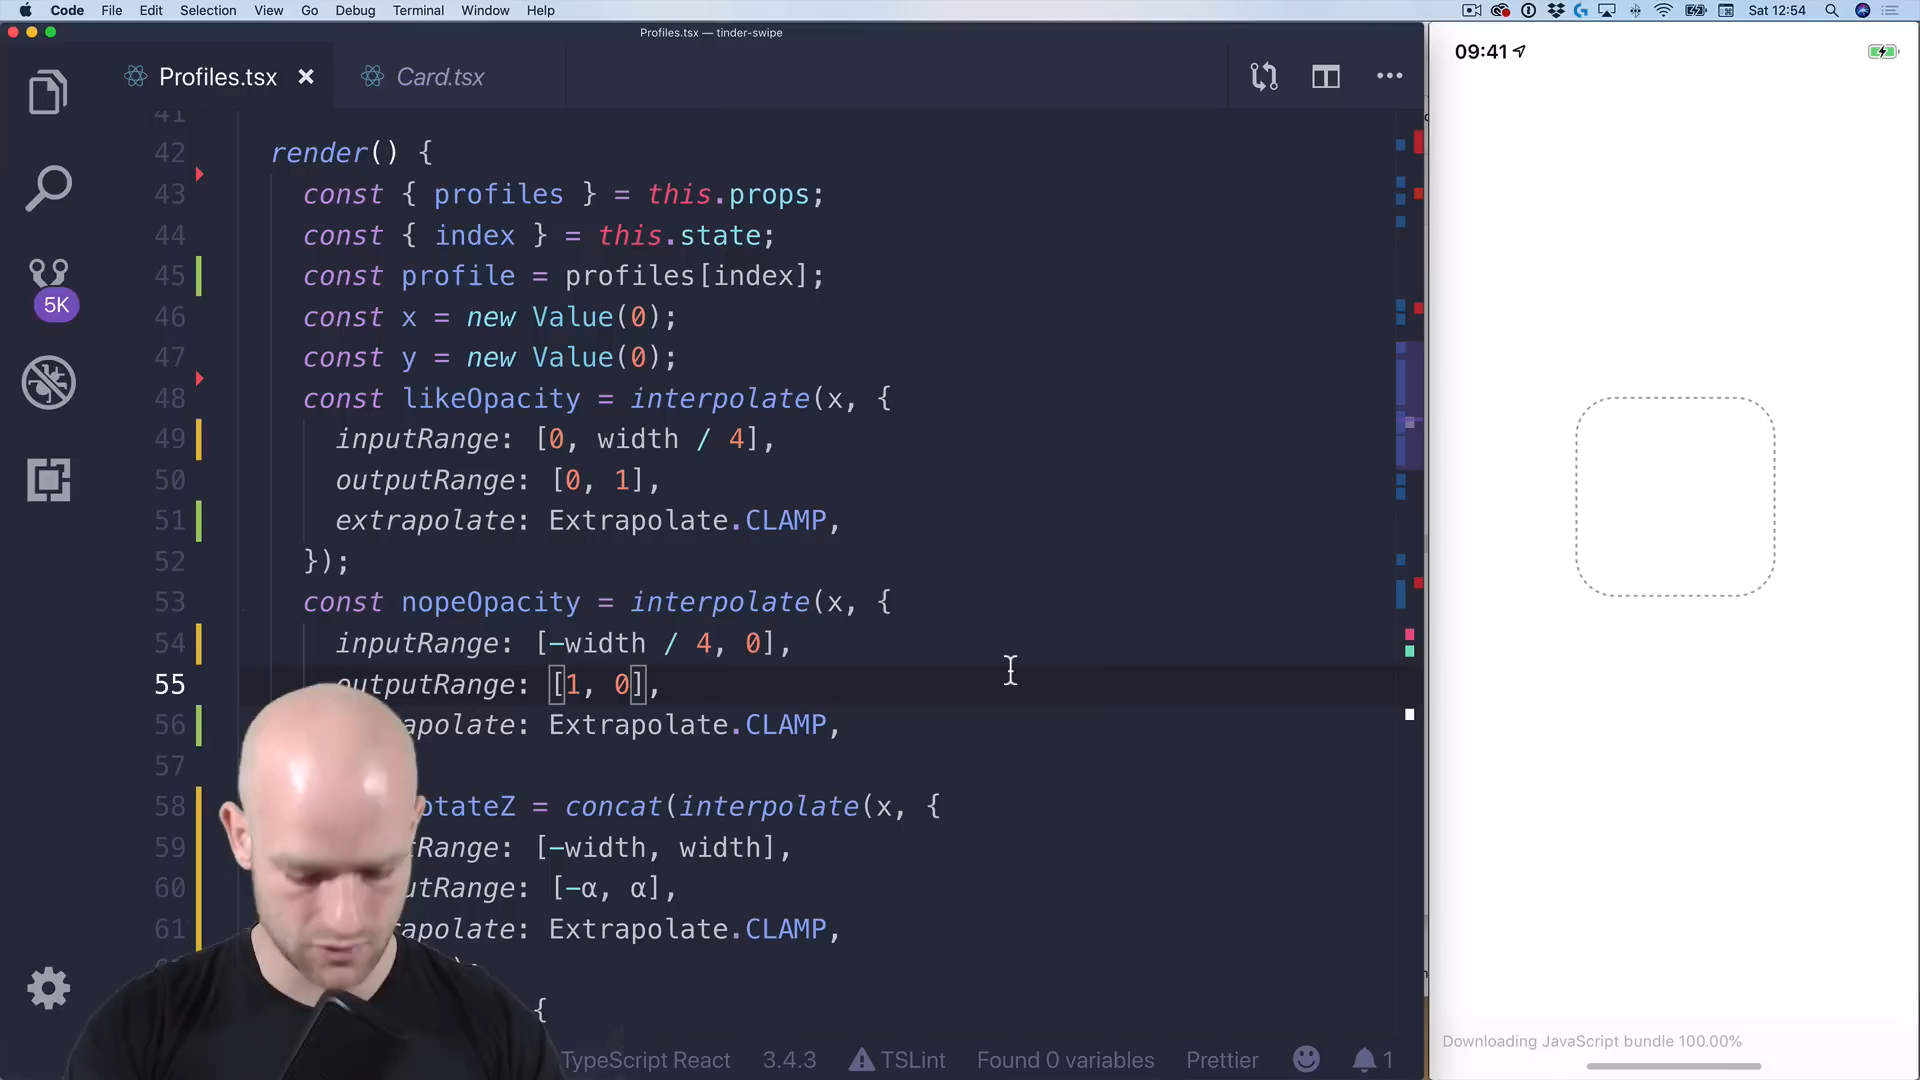 Code File Edit Selection View Go Debug Terminal Window Help
Sat 12:54
Profiles.tsx — tinder-swipe
Profiles.tsx
Card.tsx
5K
41
42 render() {
43 const { profiles } = this.props;
44 const { index } = this.state;
45 const profile = profiles[index];
46 const x = new Value(0);
47 const y = new Value(0);
48 const likeOpacity = interpolate(x, {
49 inputRange: [0, width / 4],
50 outputRange: [0, 1],
51 extrapolate: Extrapolate.CLAMP,
52 });
53 const nopeOpacity = interpolate(x, {
54 inputRange: [-width / 4, 0],
55 outputRange: [1, 0],
56 apolate: Extrapolate.CLAMP,
57
58 otateZ = concat(interpolate(x, {
59 tRange: [-width, width],
60 utRange: [-α, α],
61 apolate: Extrapolate.CLAMP,
{
TypeScript React 3.4.3 TSLint Found 0 variables Prettier 1
09:41
Downloading JavaScript bundle 100.00%